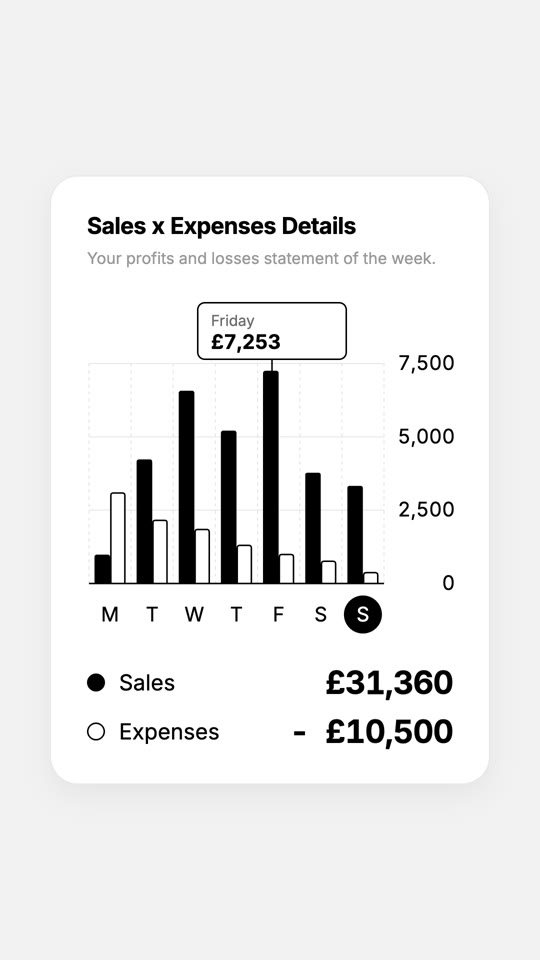 Sales x Expenses Details
Your profits and losses statement of the week.
Friday
£7,253
7,500
5,000
2,500
0
M T W T F S S
Sales £31,360
Expenses - £10,500